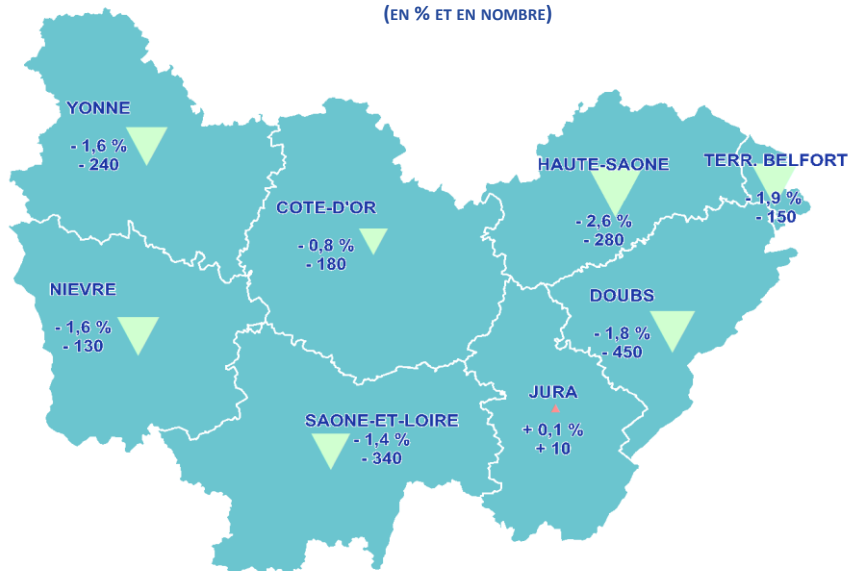 (EN % ET EN NOMBRE)
YONNE
- 1,6 %
- 240
HAUTE-SAONE
- 2,6 %
- 280
TERR. BELFORT
- 1,9 %
- 150
COTE-D'OR
- 0,8 %
- 180
NIEVRE
- 1,6 %
- 130
DOUBS
- 1,8 %
- 450
JURA
+ 0,1 %
+ 10
SAONE-ET-LOIRE
- 1,4 %
- 340